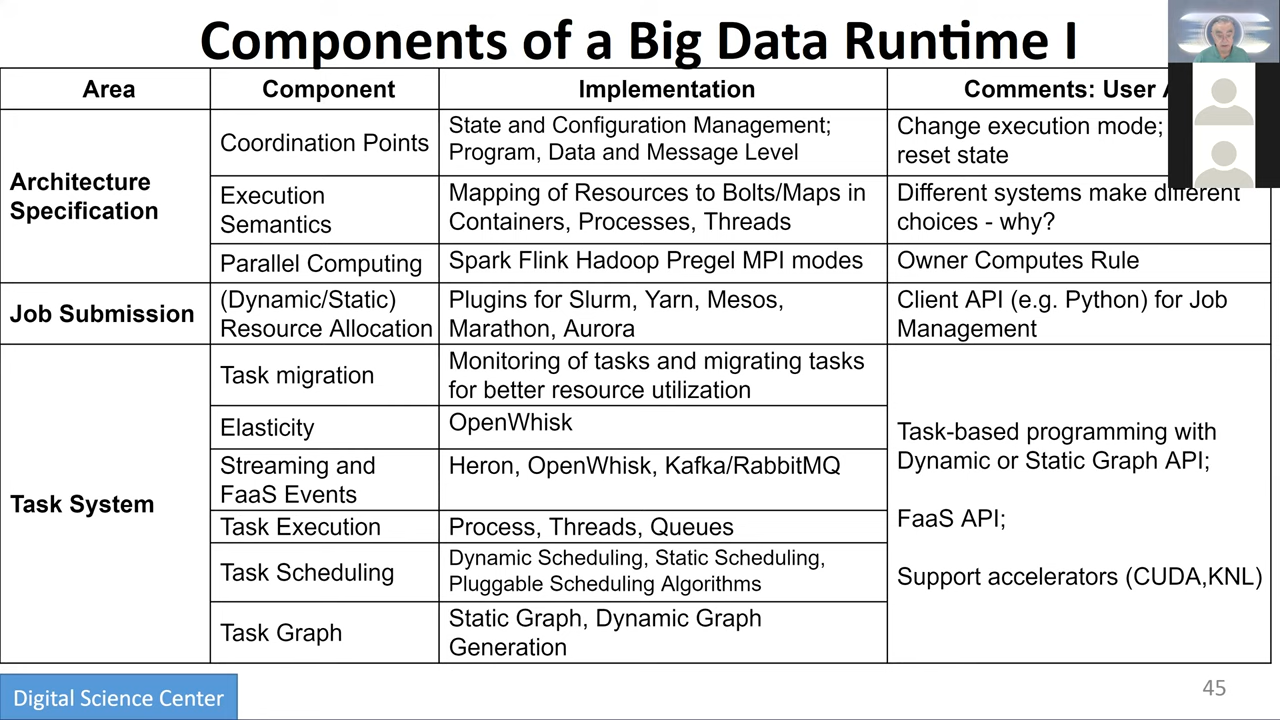 Components of a Big Data Runtime I
Area
Component
Implementation
Comments: User
Architecture
Specification
Coordination Points
State and Configuration Management;
Program, Data and Message Level
Change execution mode;
reset state
Execution
Semantics
Mapping of Resources to Bolts/Maps in
Containers, Processes, Threads
Different systems make different
choices - why?
Parallel Computing
Spark Flink Hadoop Pregel MPI modes
Owner Computes Rule
Job Submission
(Dynamic/Static)
Resource Allocation
Plugins for Slurm, Yarn, Mesos,
Marathon, Aurora
Client API (e.g. Python) for Job
Management
Task System
Task migration
Monitoring of tasks and migrating tasks
for better resource utilization
Elasticity
OpenWhisk
Streaming and
FaaS Events
Heron, OpenWhisk, Kafka/RabbitMQ
Task Execution
Process, Threads, Queues
Task Scheduling
Dynamic Scheduling, Static Scheduling,
Pluggable Scheduling Algorithms
Task Graph
Static Graph, Dynamic Graph
Generation
Task-based programming with
Dynamic or Static Graph API;
FaaS API;
Support accelerators (CUDA,KNL)
Digital Science Center
45